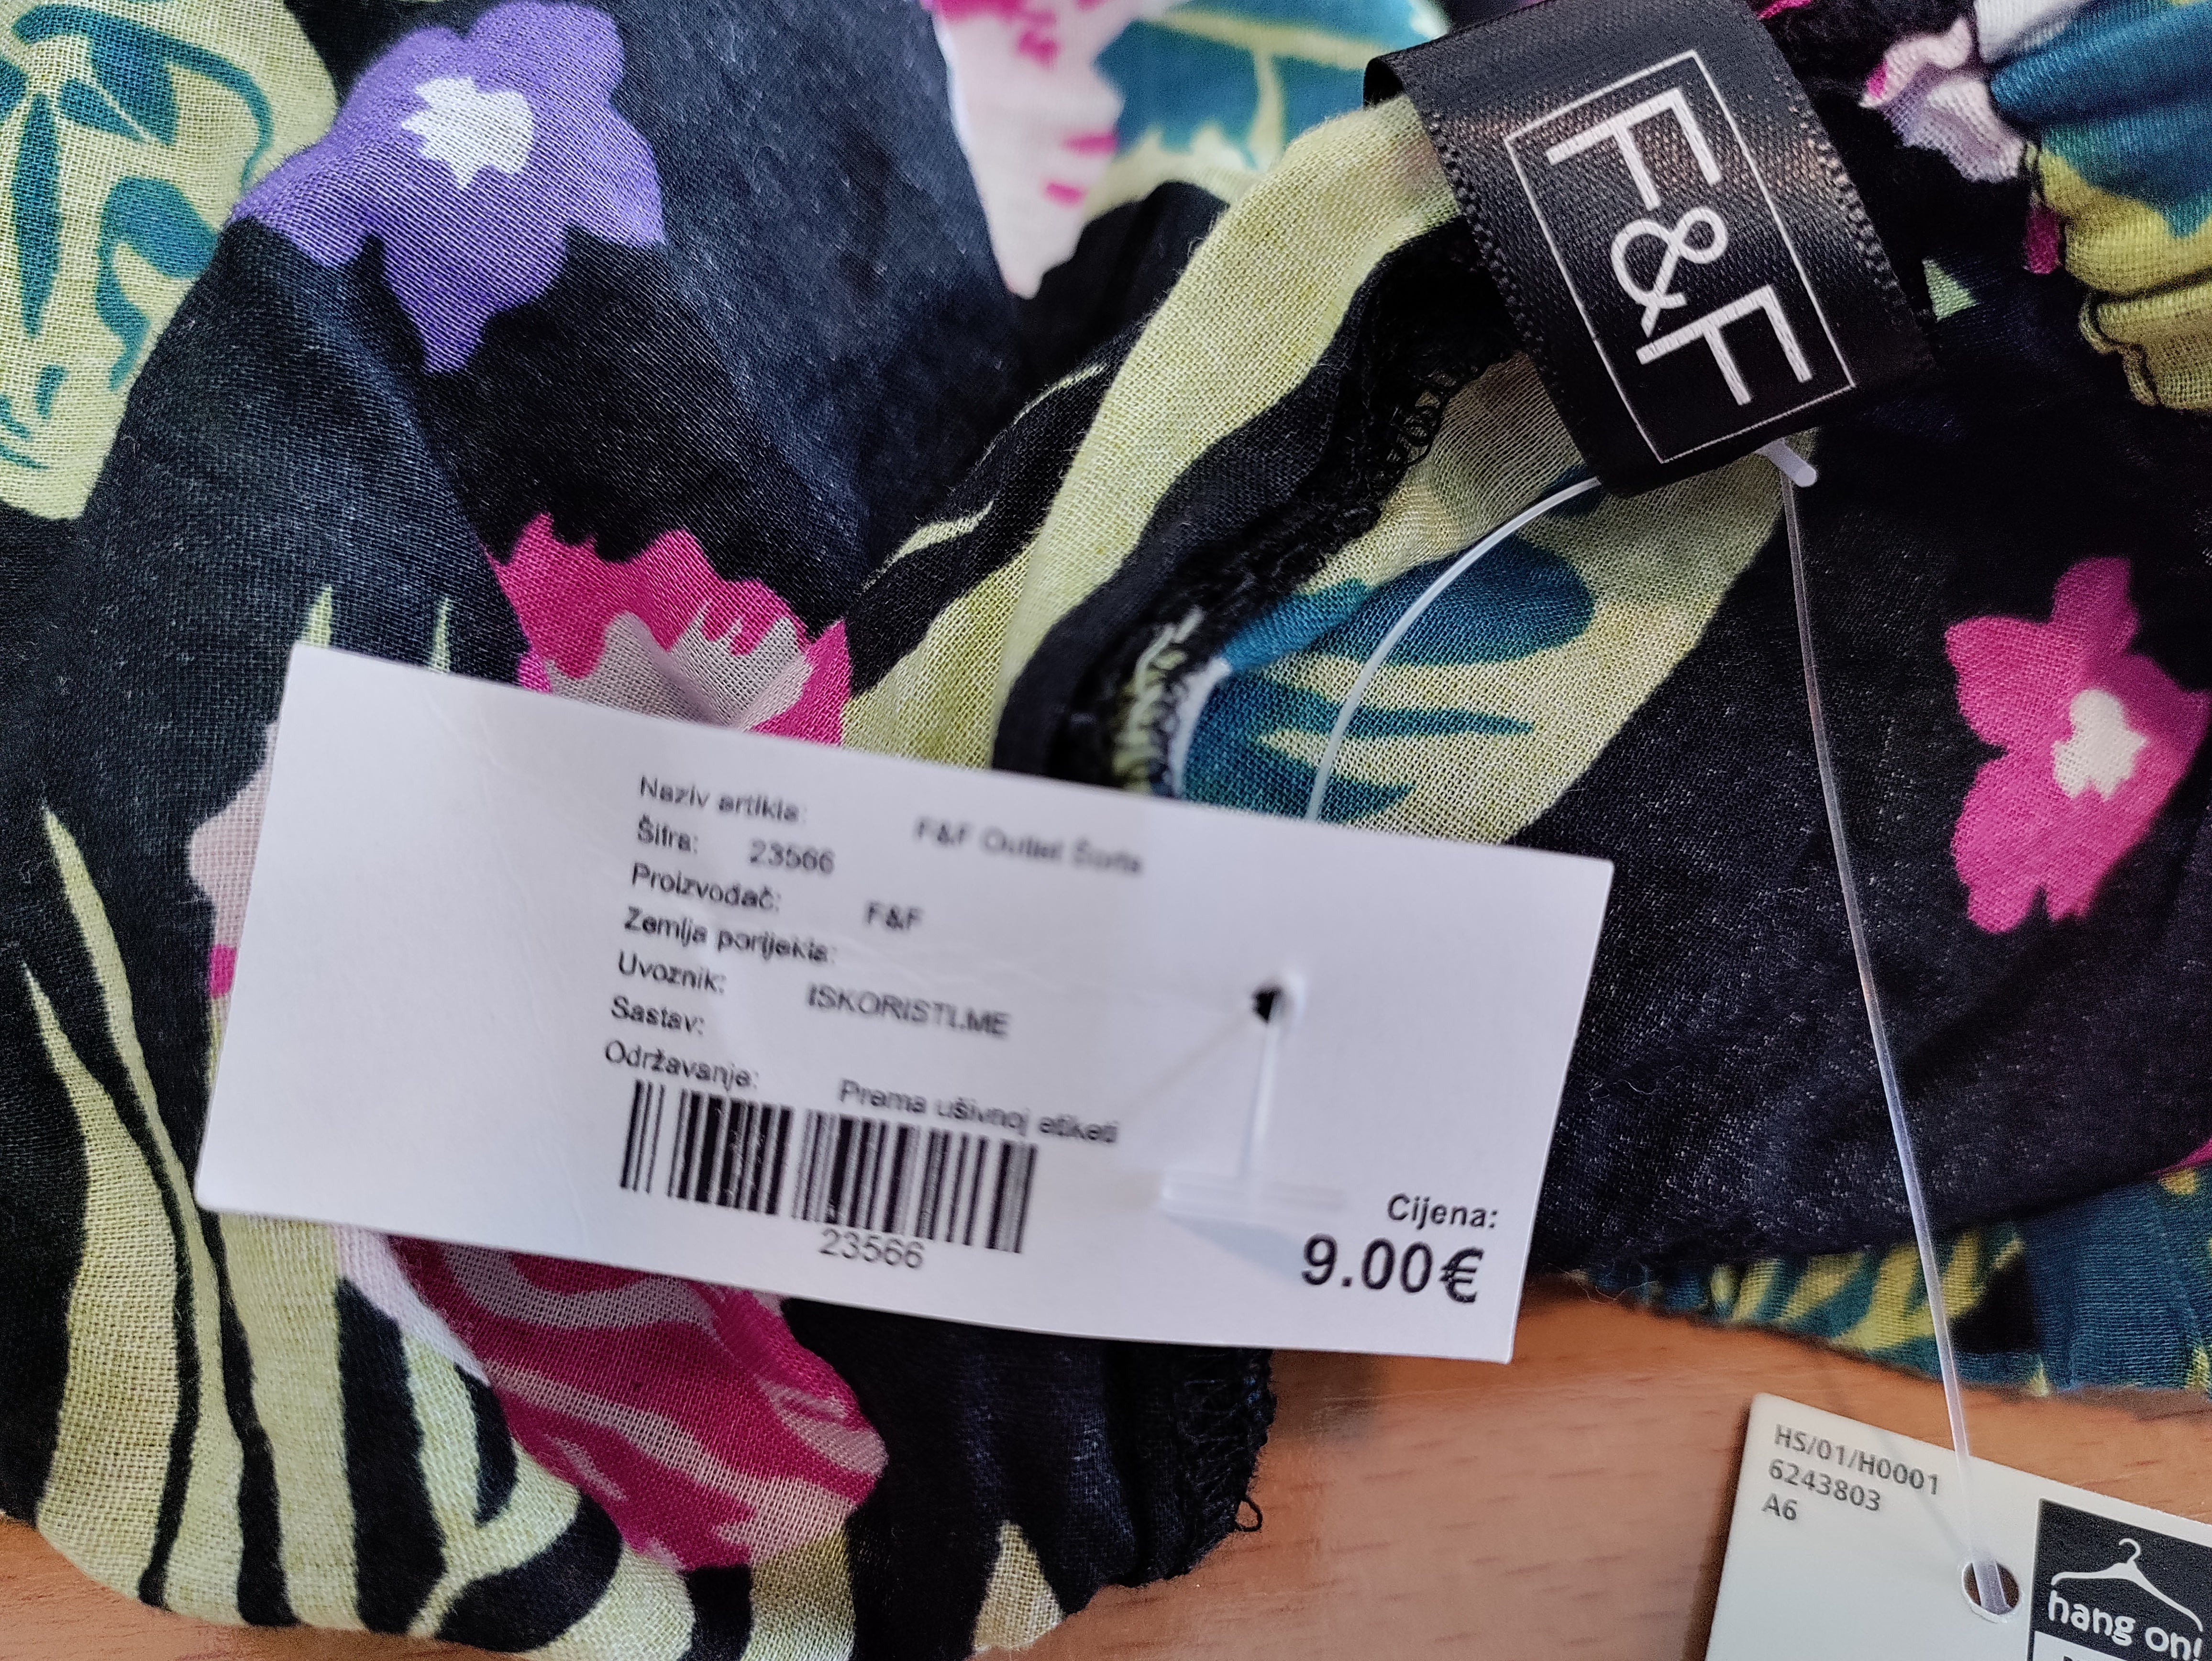 F&F
Naziv artikla: F&F Outlet Šorts
Šifra: 23566
Proizvođač: F&F
Zemlja porijekla:
Uvoznik: ISKORISTI.ME
Sastav:
Održavanje: Prema ušivnoj etiketi
23566
Cijena:
9.00€
HS/01/H0001
6243803
A6
hang on!